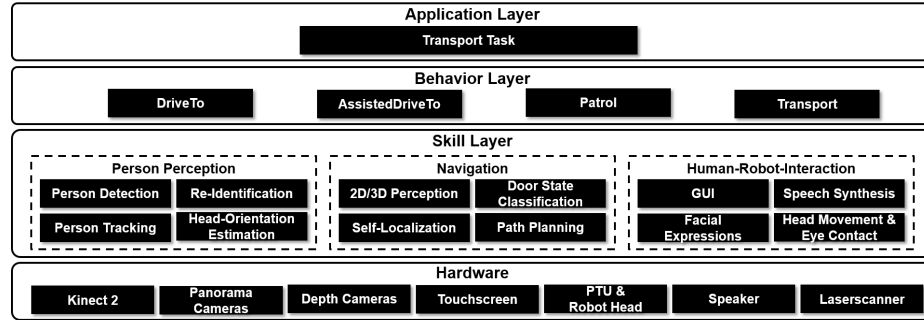 Application Layer
Transport Task
Behavior Layer
DriveTo
AssistedDriveTo
Patrol
Transport
Skill Layer
Person Perception
Person Detection
Re-Identification
Person Tracking
Head-Orientation
Estimation
Navigation
2D/3D Perception
Door State
Classification
Self-Localization
Path Planning
Human-Robot-Interaction
GUI
Speech Synthesis
Facial
Expressions
Head Movement &
Eye Contact
Hardware
Kinect 2
Panorama
Cameras
Depth Cameras
Touchscreen
PTU &
Robot Head
Speaker
Laserscanner